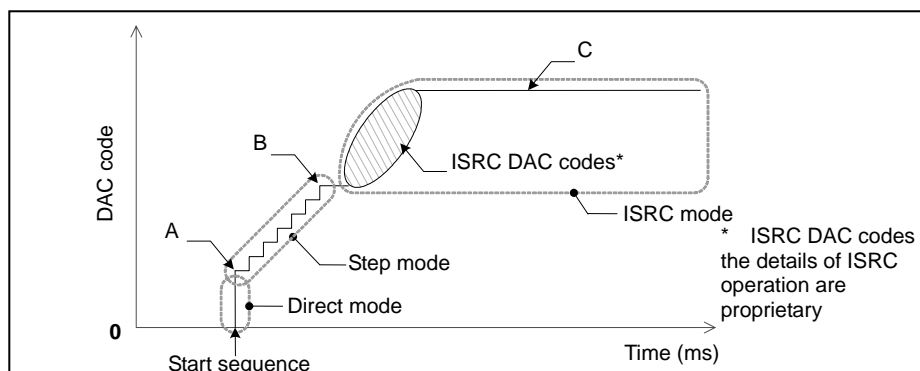 C
B
ISRC DAC codes*
DAC code
A
ISRC mode
* ISRC DAC codes
the details of ISRC
operation are
proprietary
Step mode
Direct mode
0
Time (ms)
Start sequence